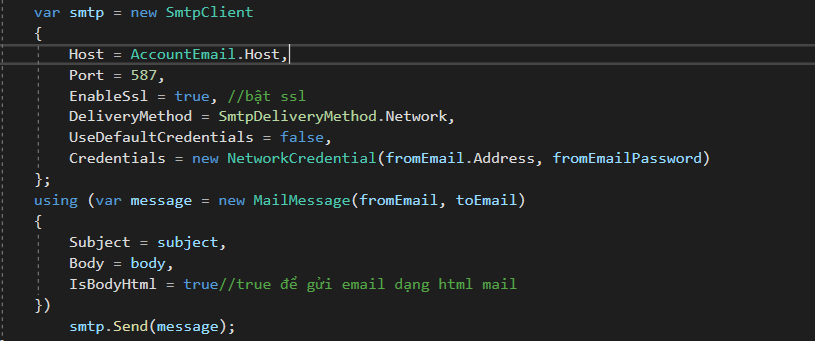 var smtp = new SmtpClient
{
Host = AccountEmail.Host,
Port = 587,
EnableSsl = true, //bật ssl
DeliveryMethod = SmtpDeliveryMethod.Network,
UseDefaultCredentials = false,
Credentials = new NetworkCredential(fromEmail.Address, fromEmailPassword)
};
using (var message = new MailMessage(fromEmail, toEmail)
{
Subject = subject,
Body = body,
IsBodyHtml = true//true để gửi email dạng html mail
})
smtp.Send(message);